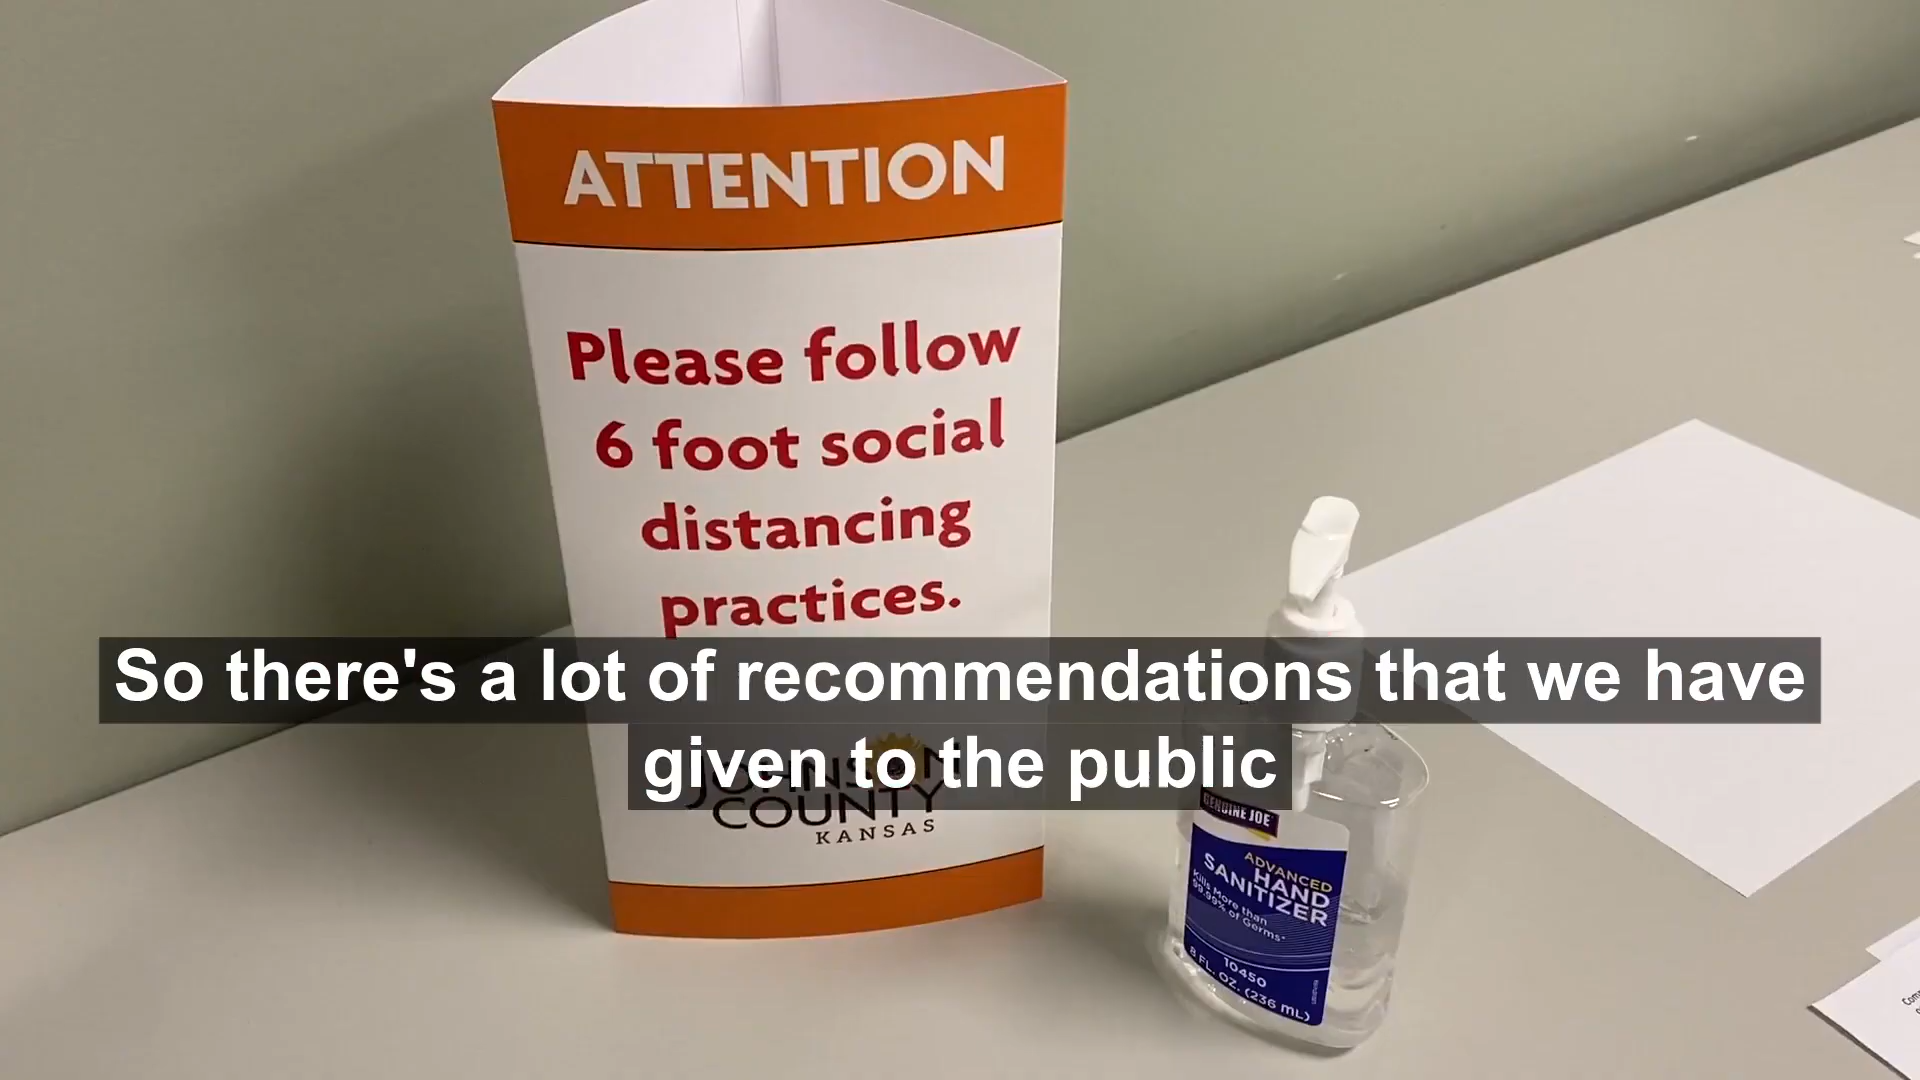 ATTENTION
Please follow
6 foot social
distancing
practices.
So there's a lot of recommendations that we have
given to the public
JOHNSON
COUNTY
KANSAS
GENUINE JOE
ADVANCED
HAND
SANITIZER
Kills More than
99.99% of Germs*
10450
8 FL. OZ. (236 mL)